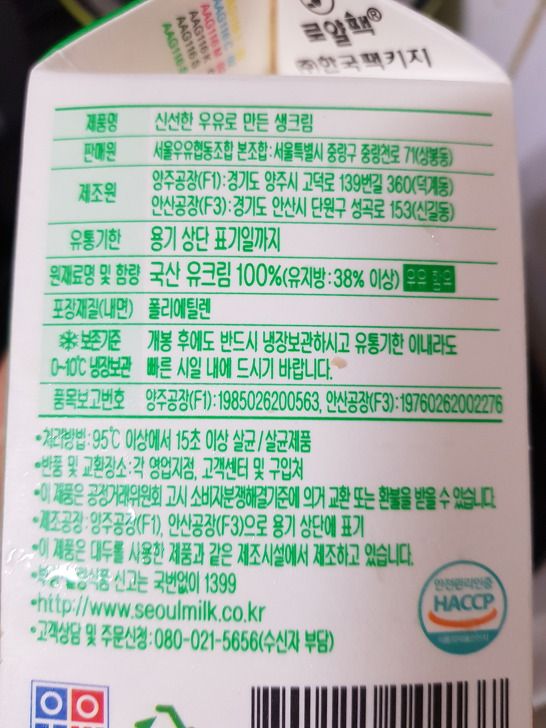 AAG116
AAG116
AAG116
AAG116
로얄팩®
㈜한국팩키지
제품명 신선한 우유로 만든 생크림
판매원 서울우유협동조합 본조합:서울특별시 중랑구 중랑천로 71(상봉동)
제조원 양주공장(F1):경기도 양주시 고덕로 139번길 360(덕계동)
안산공장(F3):경기도 안산시 단원구 성곡로 153(신길동)
유통기한 용기 상단 표기일까지
원재료명 및 함량 국산 유크림 100%(유지방:38% 이상) 우유 함유
포장재질(내면) 폴리에틸렌
보존기준 개봉 후에도 반드시 냉장보관하시고 유통기한 이내라도
0~10℃ 냉장보관 빠른 시일 내에 드시기 바랍니다.
품목보고번호 양주공장(F1):1985026200563, 안산공장(F3):19760262002276
•처리방법:95℃ 이상에서 15초 이상 살균/살균제품
•반품 및 교환장소:각 영업지점, 고객센터 및 구입처
•이 제품은 공정거래위원회 고시 소비자분쟁해결기준에 의거 교환 또는 환불을 받을 수 있습니다.
•제조공장:양주공장(F1), 안산공장(F3)으로 용기 상단에 표기
•이 제품은 대두를 사용한 제품과 같은 제조시설에서 제조하고 있습니다.
•부정·불량식품 신고는 국번없이 1399
•http://www.seoulmilk.co.kr
•고객상담 및 주문신청:080-021-5656(수신자 부담)
안전관리인증
HACCP